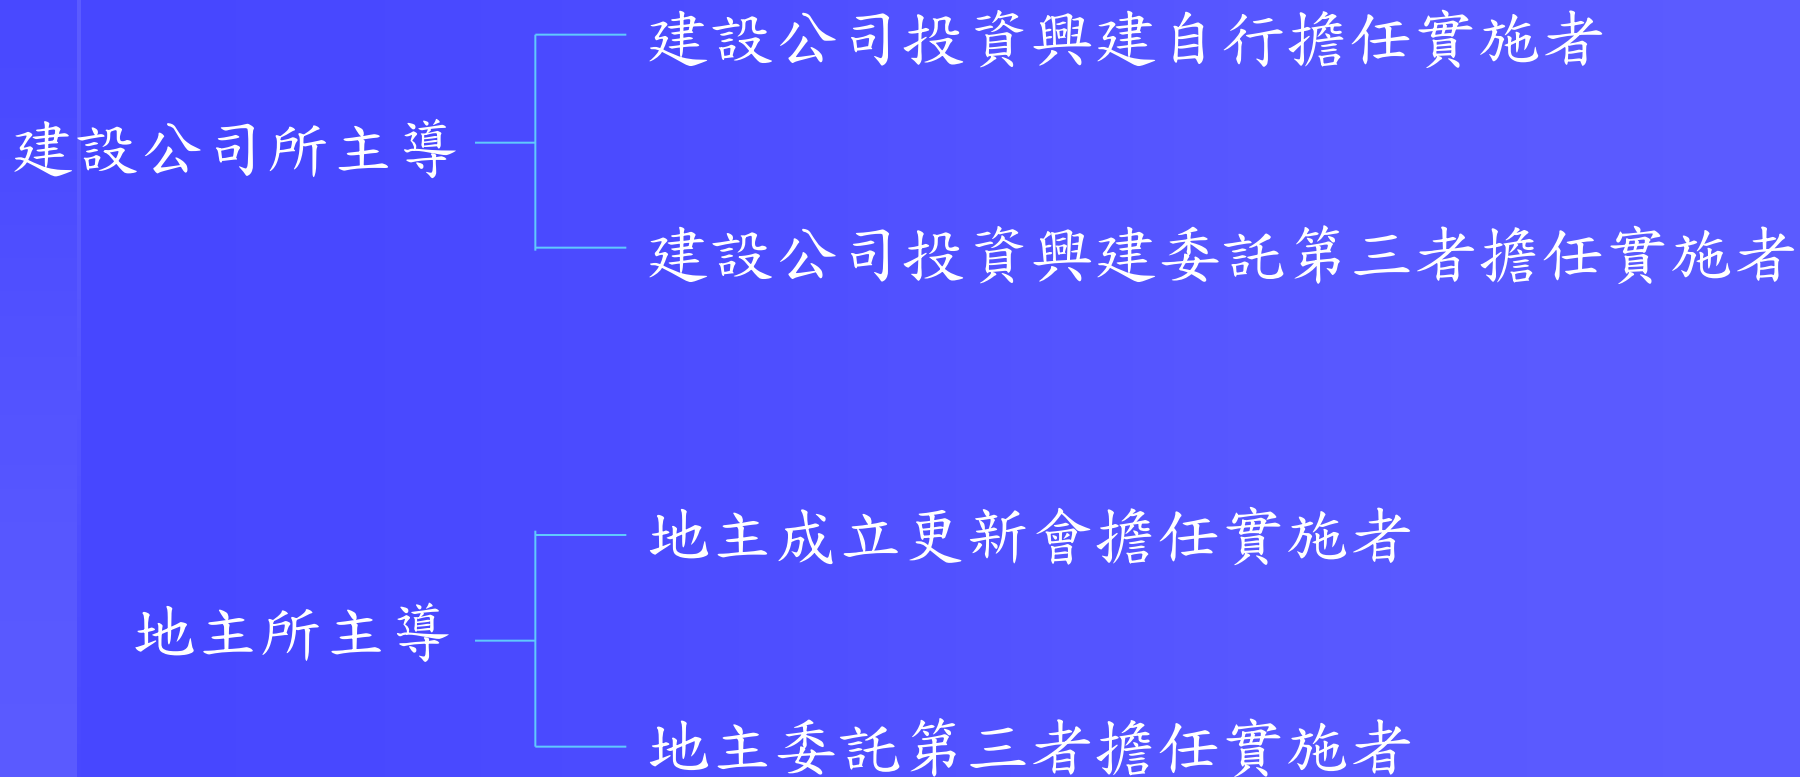 建設公司投資興建自行擔任實施者
建設公司所主導
建設公司投資興建委託第三者擔任實施者
地主成立更新會擔任實施者
地主所主導
地主委託第三者擔任實施者